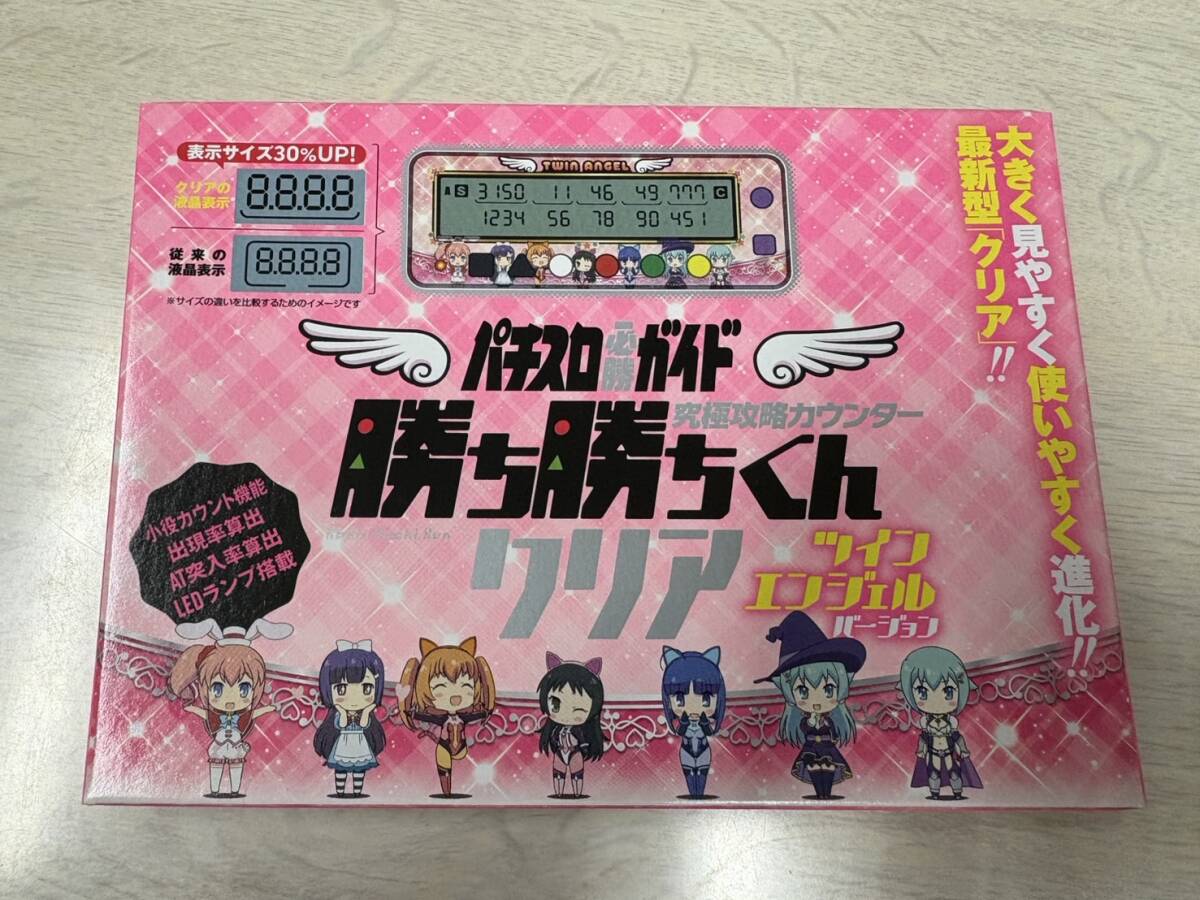 表示サイズ30%UP!
クリアの
液晶表示
8.8.8.8
従来の
液晶表示
8.8.8.8
※サイズの違いを比較するためのイメージです
TWIN ANGEL
S 3150 11 46 49 777 C
1234 56 78 90 451
大きく見やすく使いやすく進化!!
最新型「クリア」!!
パチスロ必勝ガイド
究極攻略カウンター
勝ち勝ちくん
クリア
ツイン
エンジェル
バージョン
小役カウント機能
出現率算出
AT突入率算出
LEDランプ搭載